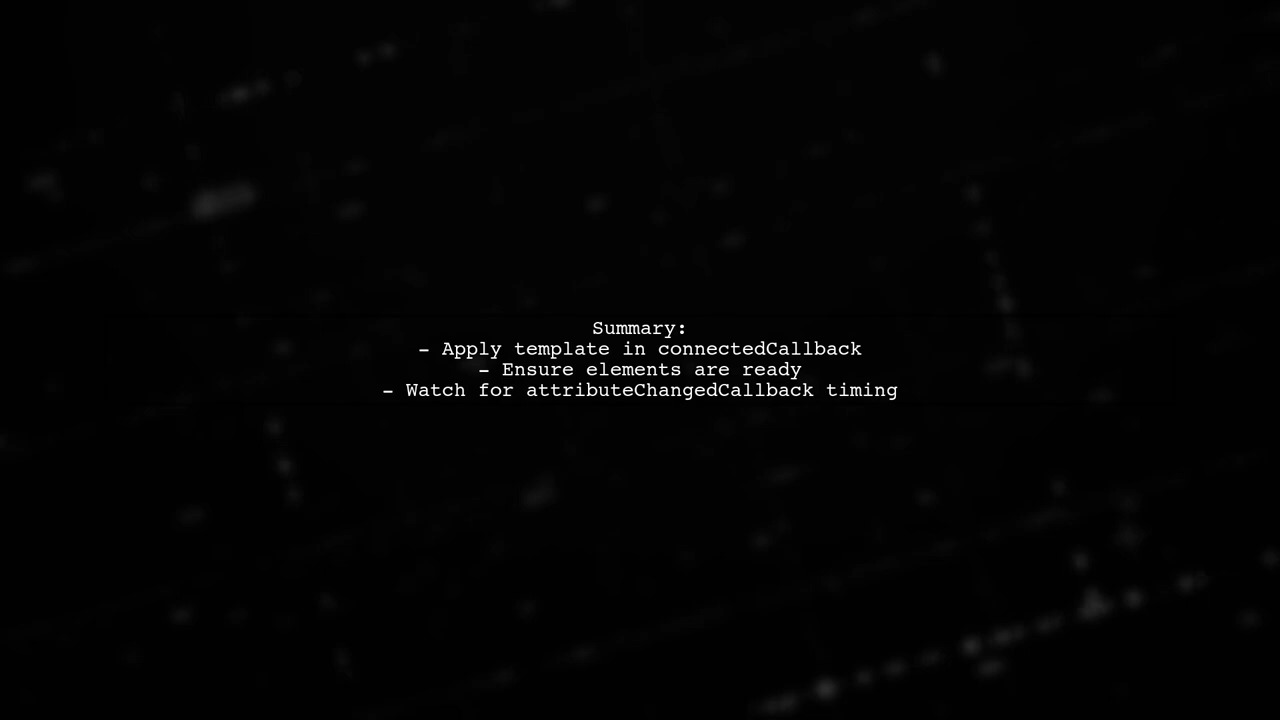 Summary:
- Apply template in connectedCallback
- Ensure elements are ready
- Watch for attributeChangedCallback timing